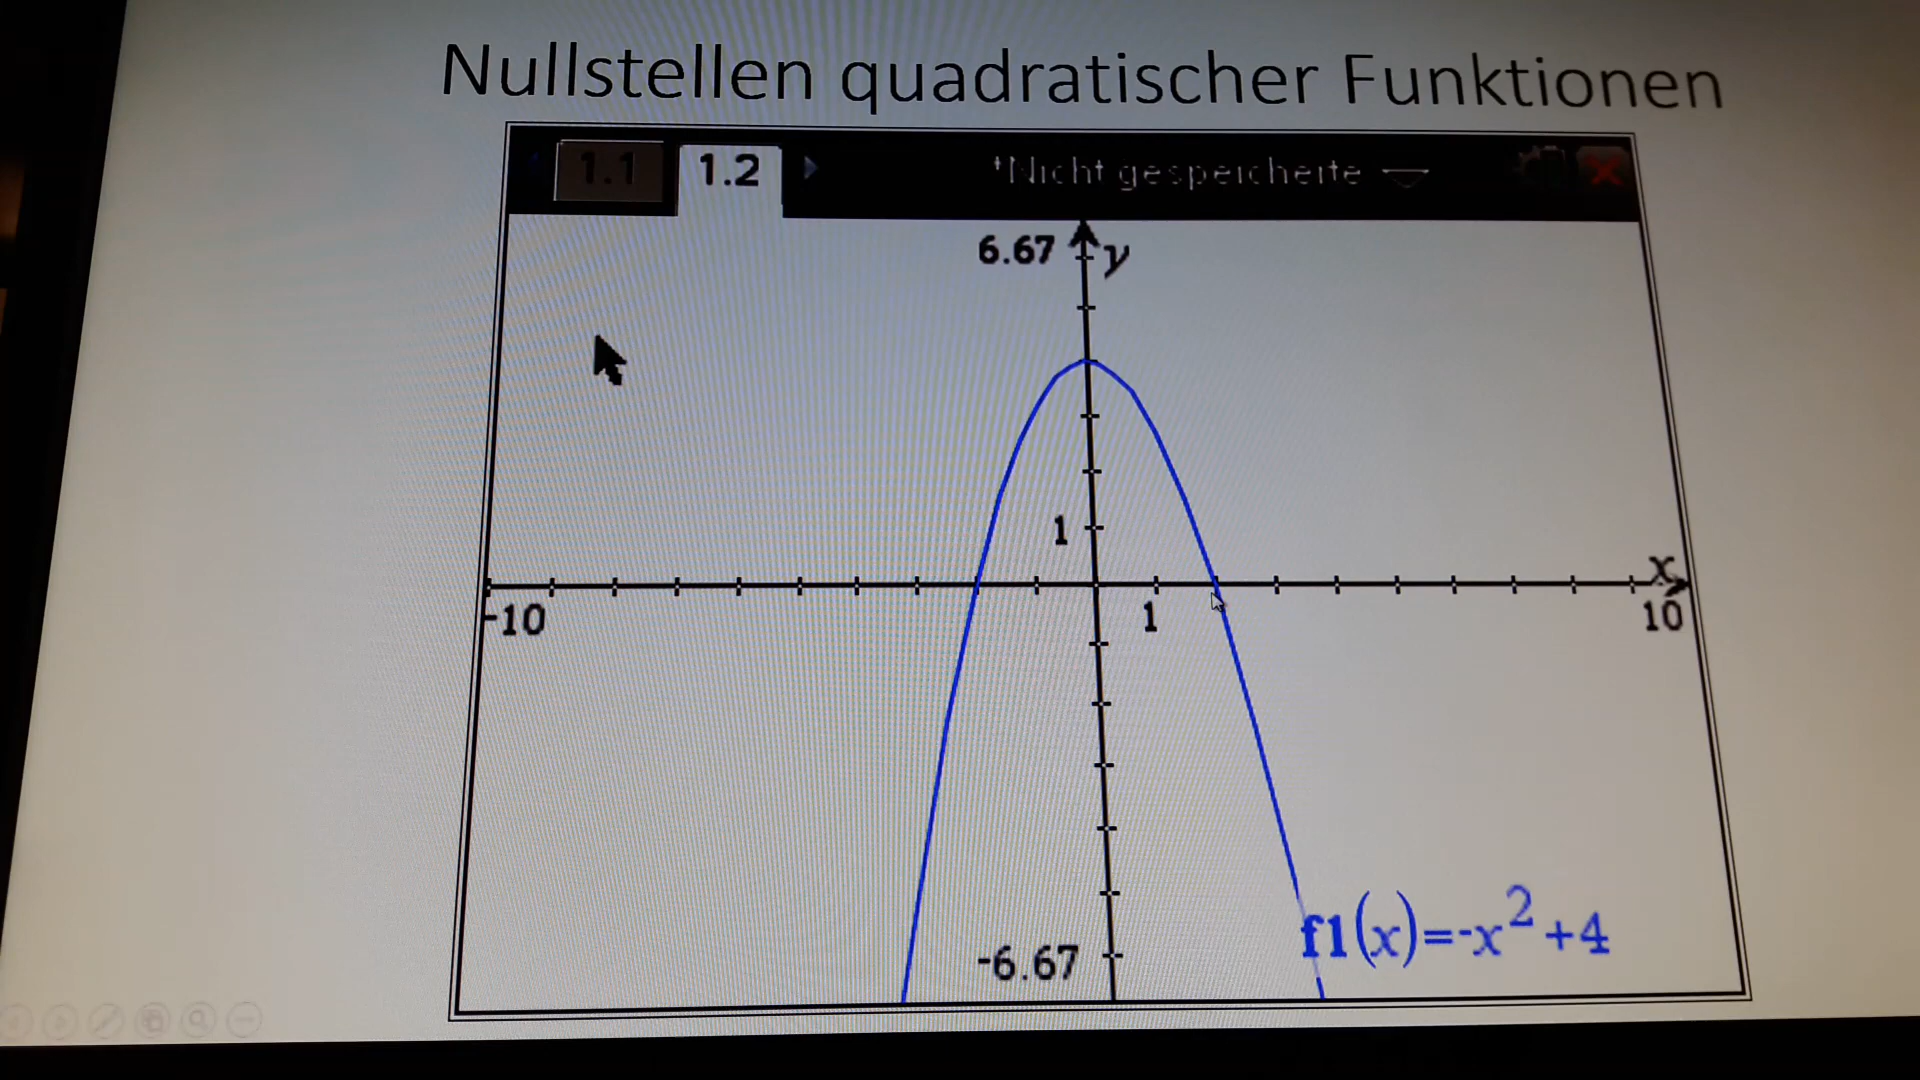 Nullstellen quadratischer Funktionen
1.1 1.2 *Nicht gespeicherte
6.67 y
1
x
-10 1 10
f1(x)=-x²+4
-6.67